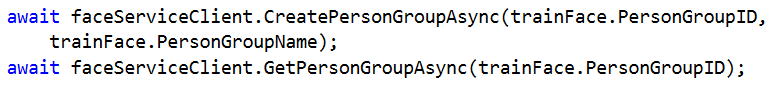 await faceServiceClient.CreatePersonGroupAsync(trainFace.PersonGroupID,
    trainFace.PersonGroupName);
await faceServiceClient.GetPersonGroupAsync(trainFace.PersonGroupID);